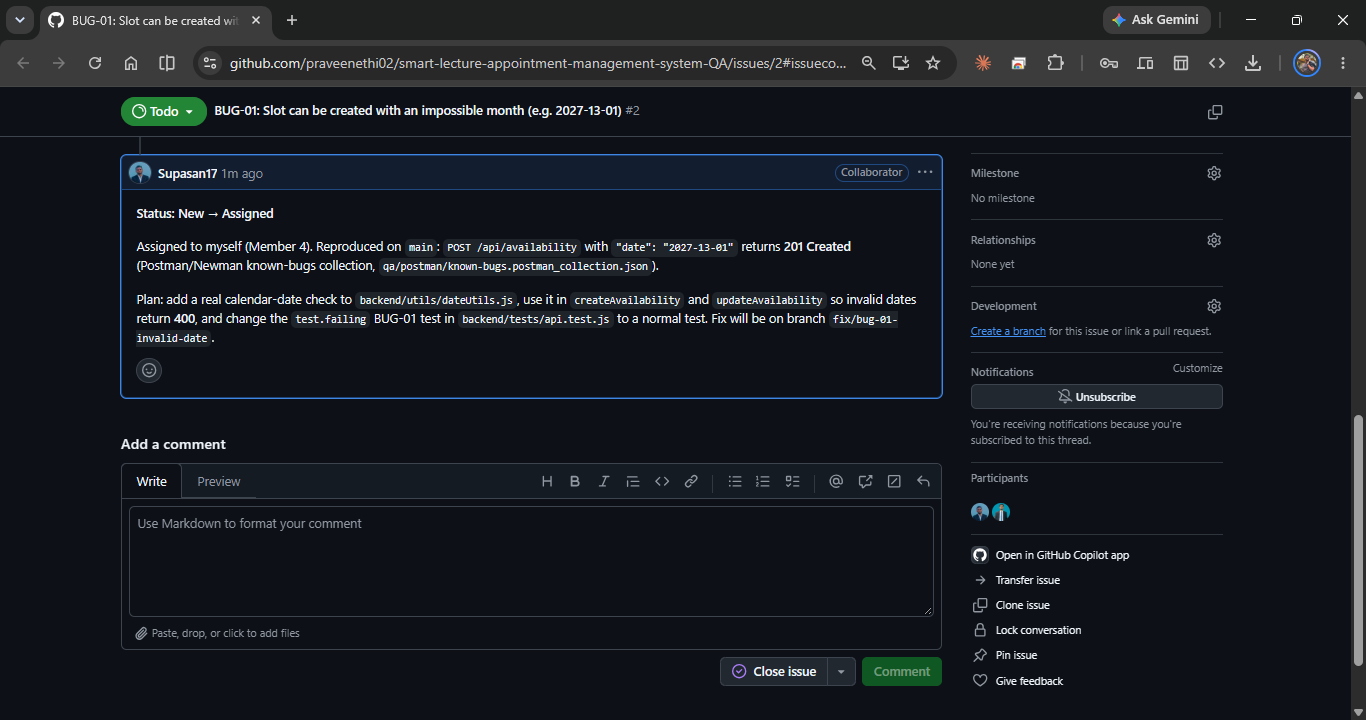 BUG-01: Slot can be created wi
Ask Gemini
github.com/praveenethi02/smart-lecture-appointment-management-system-QA/issues/2#issueco...
Todo
BUG-01: Slot can be created with an impossible month (e.g. 2027-13-01) #2
Supasan17 1m ago
Collaborator
Status: New → Assigned
Assigned to myself (Member 4). Reproduced on main: POST /api/availability with "date": "2027-13-01" returns 201 Created
(Postman/Newman known-bugs collection, qa/postman/known-bugs.postman_collection.json ).
Plan: add a real calendar-date check to backend/utils/dateUtils.js, use it in createAvailability and updateAvailability so invalid dates
return 400, and change the test.failing BUG-01 test in backend/tests/api.test.js to a normal test. Fix will be on branch fix/bug-01-
invalid-date.
Add a comment
Write
Preview
Use Markdown to format your comment
Paste, drop, or click to add files
Close issue
Comment
Milestone
No milestone
Relationships
None yet
Development
Create a branch for this issue or link a pull request.
Notifications
Customize
Unsubscribe
You're receiving notifications because you're
subscribed to this thread.
Participants
Open in GitHub Copilot app
Transfer issue
Clone issue
Lock conversation
Pin issue
Give feedback